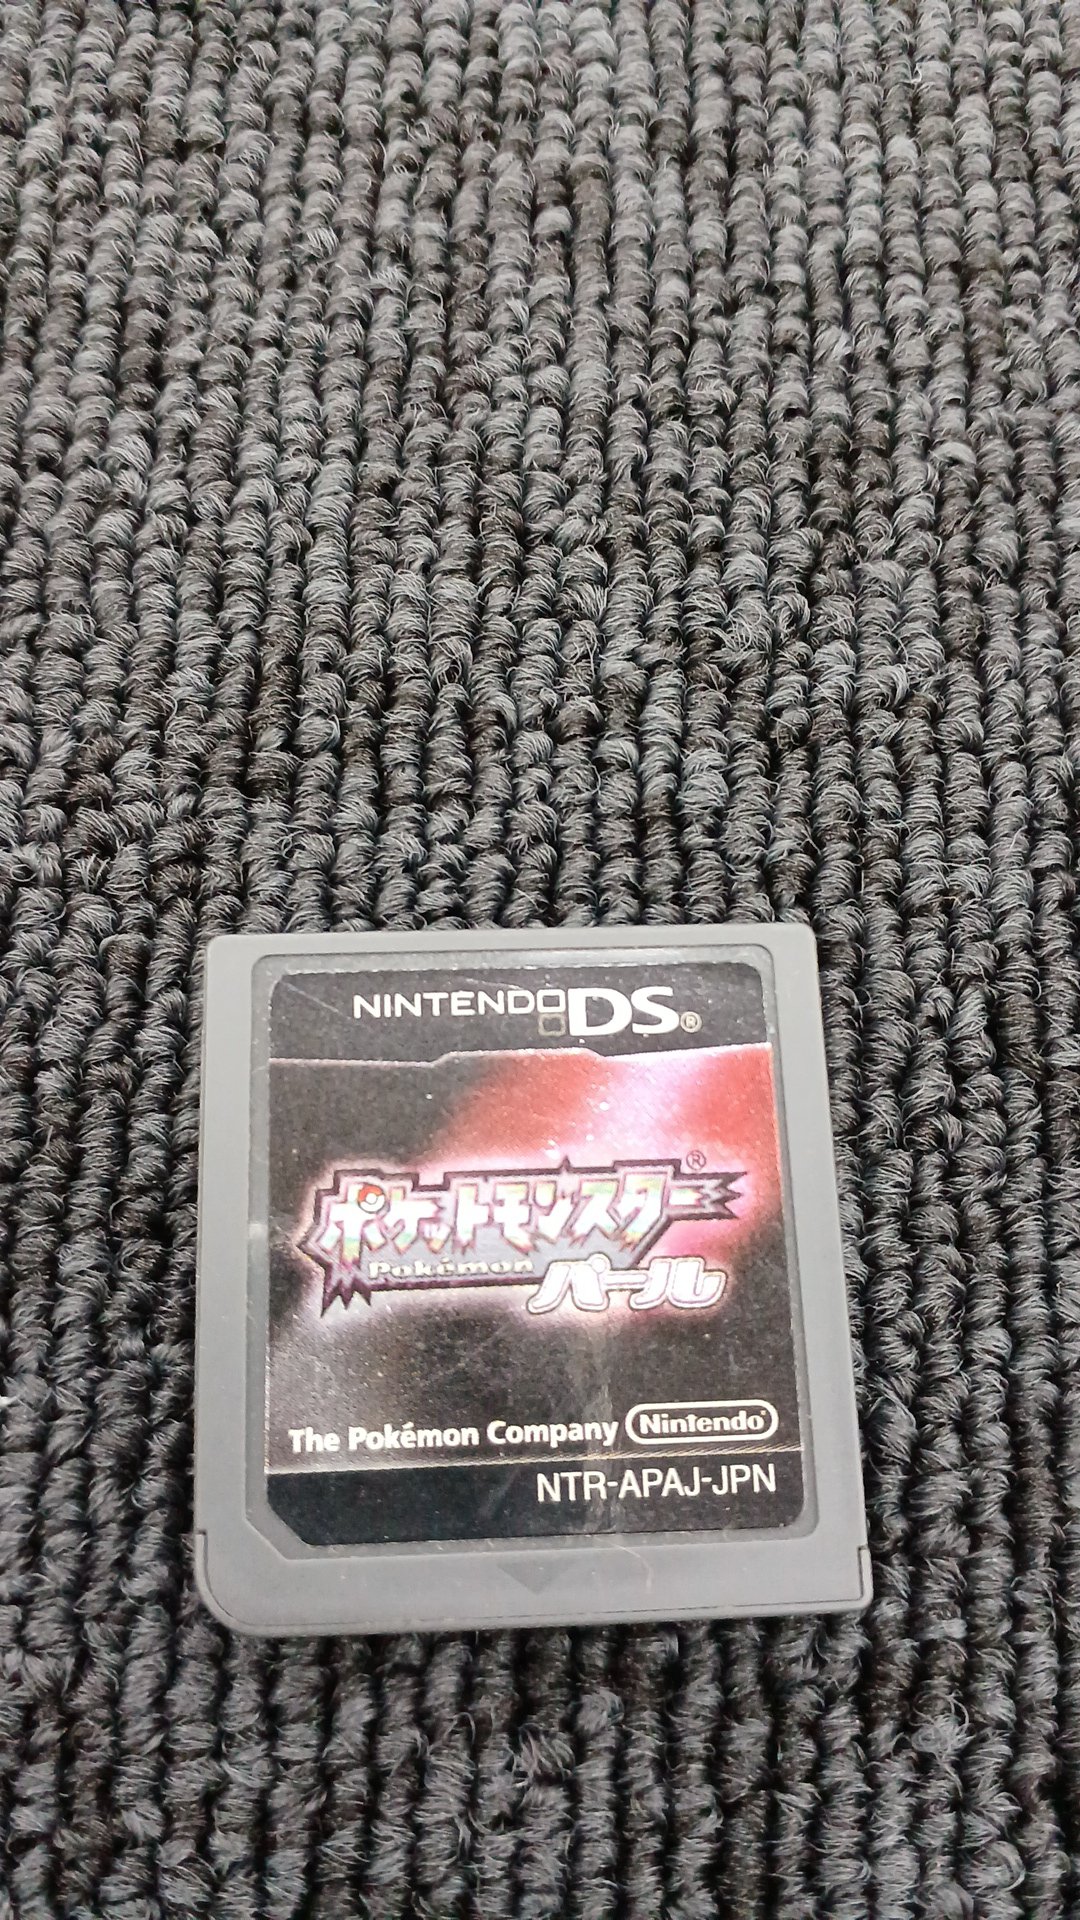 NINTENDO DS®
ポケットモンスター®
Pokémon
パール
The Pokémon Company Nintendo®
NTR-APAJ-JPN